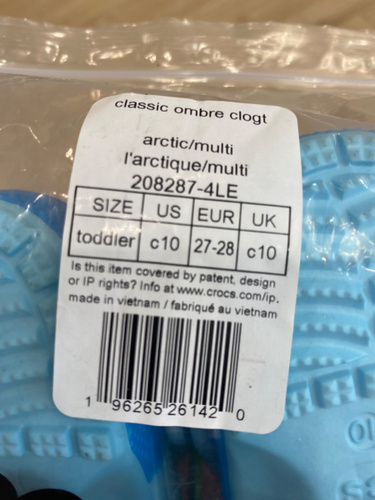 classic ombre clogt
arctic/multi
l'arctique/multi
208287-4LE
SIZE US EUR UK
toddler c10 27-28 c10
Is this item covered by patent, design
or IP rights? Info at www.crocs.com/ip.
made in vietnam / fabriqué au vietnam
1 96265 26142 0